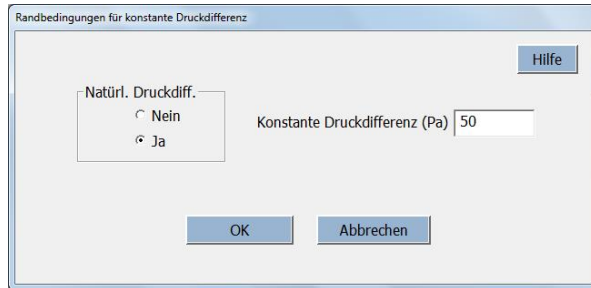 Randbedingungen für konstante Druckdifferenz
Hilfe
Natürl. Druckdiff.
Nein
Ja
Konstante Druckdifferenz (Pa) 50
OK
Abbrechen